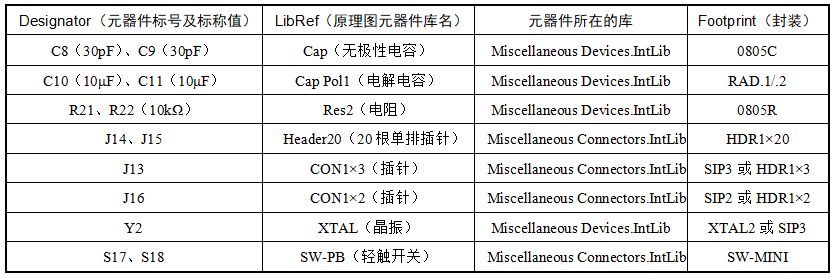 Designator（元器件标号及标称值） LibRef（原理图元器件库名） 元器件所在的库 Footprint（封装）
C8（30pF）、C9（30pF） Cap（无极性电容） Miscellaneous Devices.IntLib 0805C
C10（10μF）、C11（10μF） Cap Pol1（电解电容） Miscellaneous Devices.IntLib RAD.1/.2
R21、R22（10kΩ） Res2（电阻） Miscellaneous Devices.IntLib 0805R
J14、J15 Header20（20根单排插针） Miscellaneous Connectors.IntLib HDR1×20
J13 CON1×3（插针） Miscellaneous Connectors.IntLib SIP3 或 HDR1×3
J16 CON1×2（插针） Miscellaneous Connectors.IntLib SIP2 或 HDR1×2
Y2 XTAL（晶振） Miscellaneous Devices.IntLib XTAL2 或 SIP3
S17、S18 SW-PB（轻触开关） Miscellaneous Connectors.IntLib SW-MINI